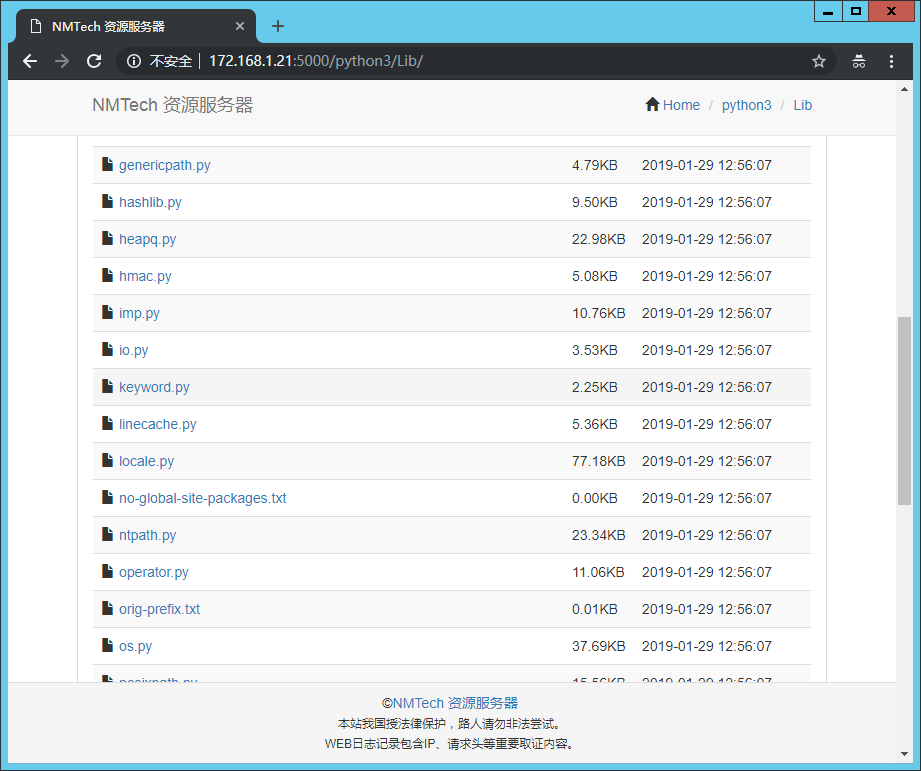 NMTech 资源服务器
不安全 172.168.1.21:5000/python3/Lib/
NMTech 资源服务器 Home / python3 / Lib
genericpath.py 4.79KB 2019-01-29 12:56:07
hashlib.py 9.50KB 2019-01-29 12:56:07
heapq.py 22.98KB 2019-01-29 12:56:07
hmac.py 5.08KB 2019-01-29 12:56:07
imp.py 10.76KB 2019-01-29 12:56:07
io.py 3.53KB 2019-01-29 12:56:07
keyword.py 2.25KB 2019-01-29 12:56:07
linecache.py 5.36KB 2019-01-29 12:56:07
locale.py 77.18KB 2019-01-29 12:56:07
no-global-site-packages.txt 0.00KB 2019-01-29 12:56:07
ntpath.py 23.34KB 2019-01-29 12:56:07
operator.py 11.06KB 2019-01-29 12:56:07
orig-prefix.txt 0.01KB 2019-01-29 12:56:07
os.py 37.69KB 2019-01-29 12:56:07
posixpath.py 15.56KB 2019-01-29 12:56:07
©NMTech 资源服务器
本站我国授法律保护，路人请勿非法尝试。
WEB日志记录包含IP、请求头等重要取证内容。